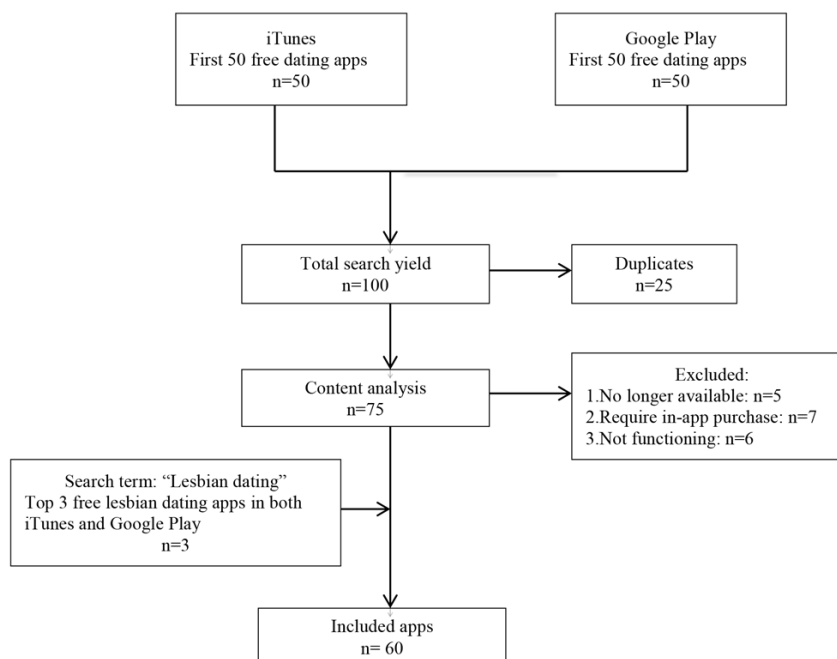 iTunes
First 50 free dating apps
n=50
Google Play
First 50 free dating apps
n=50
Total search yield
n=100
Duplicates
n=25
Content analysis
n=75
Excluded:
1.No longer available: n=5
2.Require in-app purchase: n=7
3.Not functioning: n=6
Search term: “Lesbian dating”
Top 3 free lesbian dating apps in both
iTunes and Google Play
n=3
Included apps
n= 60